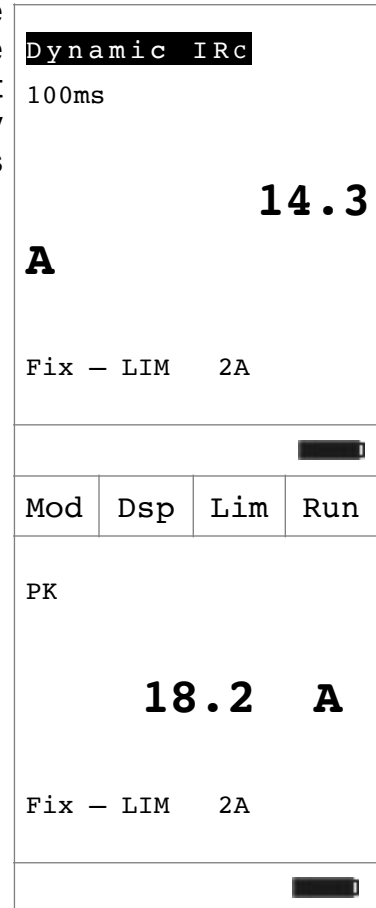 Dynamic IRc
100ms
14.3
A
Fix – LIM 2A
Mod Dsp Lim Run
PK
18.2 A
Fix – LIM 2A